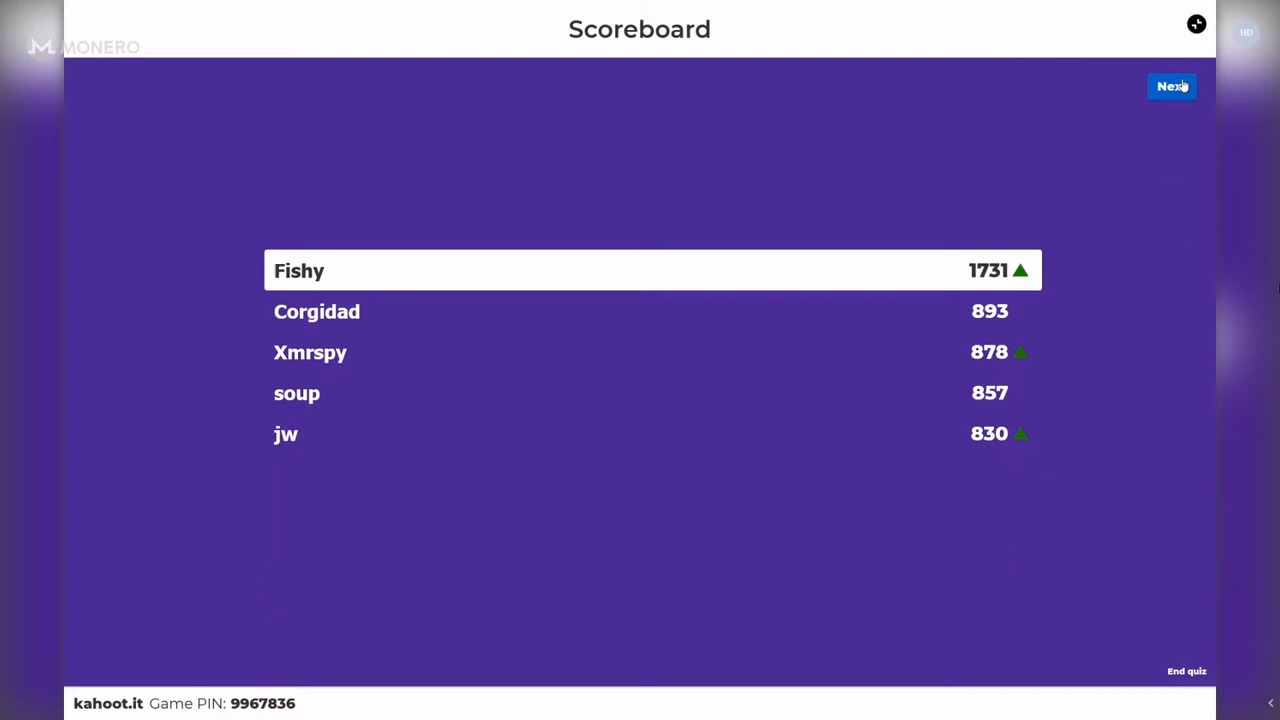 Scoreboard
MONERO
HD
Next
Fishy 1731
Corgidad 893
Xmrspy 878
soup 857
jw 830
End quiz
kahoot.it Game PIN: 9967836